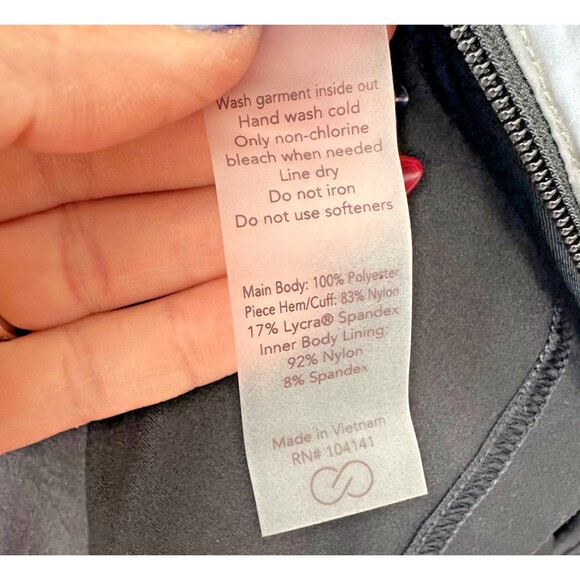 Wash garment inside out
Hand wash cold
Only non-chlorine
bleach when needed
Line dry
Do not iron
Do not use softeners
Main Body: 100% Polyester
Piece Hem/Cuff: 83% Nylon
17% Lycra® Spandex
Inner Body Lining:
92% Nylon
8% Spandex
Made in Vietnam
RN# 104141